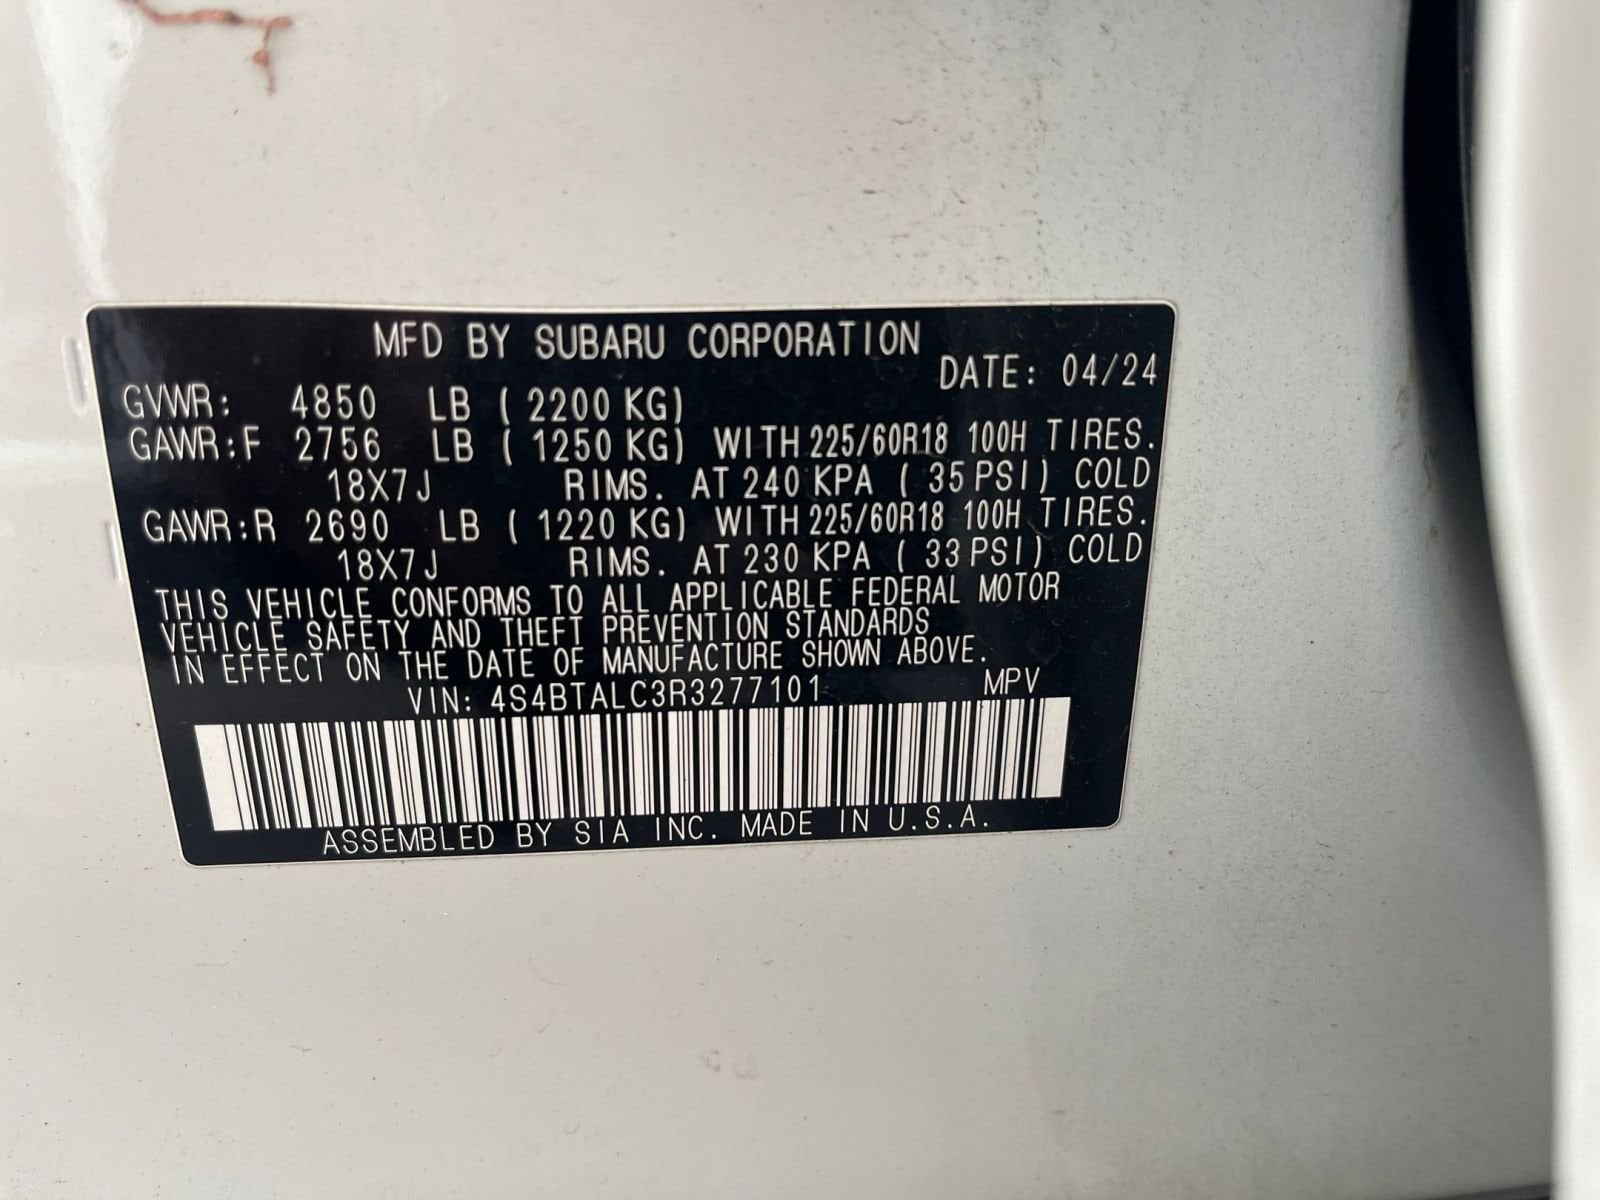 MFD BY SUBARU CORPORATION
DATE: 04/24
GVWR: 4850 LB ( 2200 KG)
GAWR:F 2756 LB ( 1250 KG) WITH 225/60R18 100H TIRES.
18X7J RIMS. AT 240 KPA ( 35 PSI) COLD
GAWR:R 2690 LB ( 1220 KG) WITH 225/60R18 100H TIRES.
18X7J RIMS. AT 230 KPA ( 33 PSI) COLD
THIS VEHICLE CONFORMS TO ALL APPLICABLE FEDERAL MOTOR
VEHICLE SAFETY AND THEFT PREVENTION STANDARDS
IN EFFECT ON THE DATE OF MANUFACTURE SHOWN ABOVE.
VIN: 4S4BTALC3R3277101 MPV
ASSEMBLED BY SIA INC. MADE IN U.S.A.